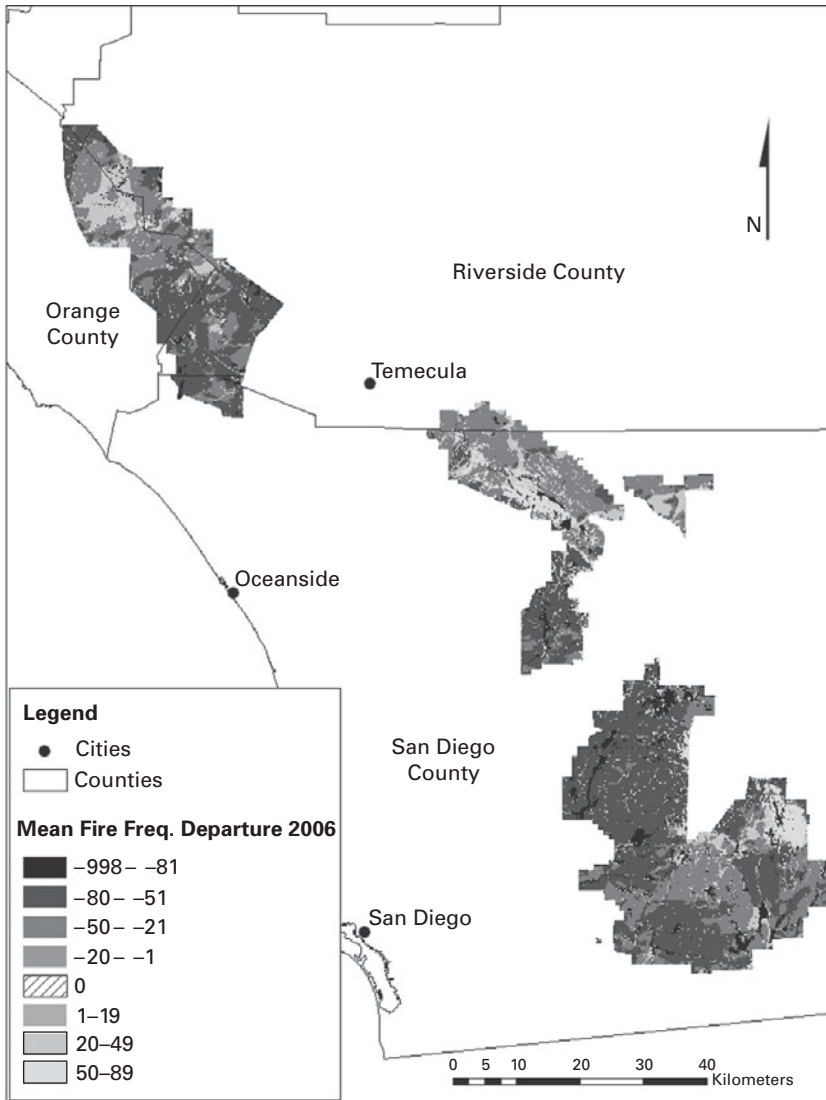 N
Riverside County
Orange
County
Temecula
Oceanside
San Diego
County
San Diego
Legend
Cities
Counties
Mean Fire Freq. Departure 2006
–998– –81
–80– –51
–50– –21
–20– –1
0
1–19
20–49
50–89
0 5 10 20 30 40
Kilometers